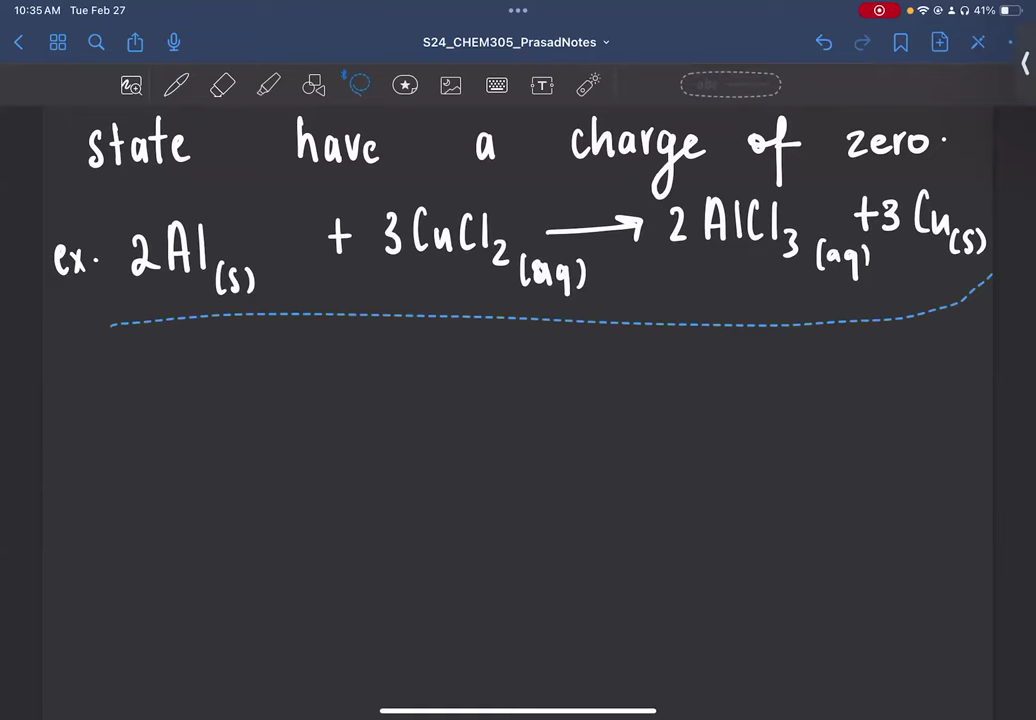 10:35 AM Tue Feb 27 41%
S24_CHEM305_PrasadNotes
state have a charge of zero.
ex. 2Al(s) + 3CuCl₂(aq) → 2AlCl₃(aq) + 3Cu(s)